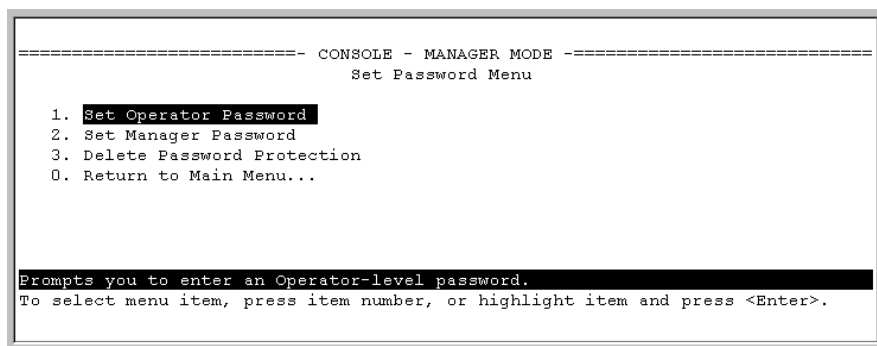 ==========================- CONSOLE - MANAGER MODE -============================
Set Password Menu
1. Set Operator Password
2. Set Manager Password
3. Delete Password Protection
0. Return to Main Menu...
Prompts you to enter an Operator-level password.
To select menu item, press item number, or highlight item and press <Enter>.